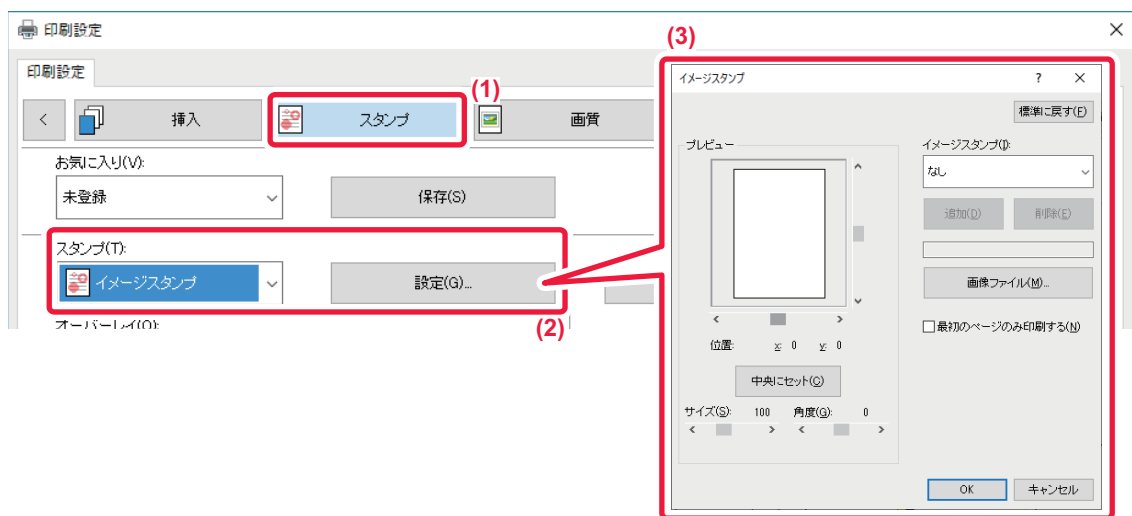 印刷設定
印刷設定
(1)
挿入
スタンプ
画質
お気に入り(V):
未登録
保存(S)
スタンプ(T):
イメージスタンプ
設定(G)...
(2)
オーバーレイ(O):
(3)
イメージスタンプ
標準に戻す(F)
プレビュー
イメージスタンプ(I):
なし
追加(D)
削除(E)
画像ファイル(M)...
最初のページのみ印刷する(N)
位置: x: 0 y: 0
中央にセット(C)
サイズ(S): 100 角度(G): 0
OK
キャンセル